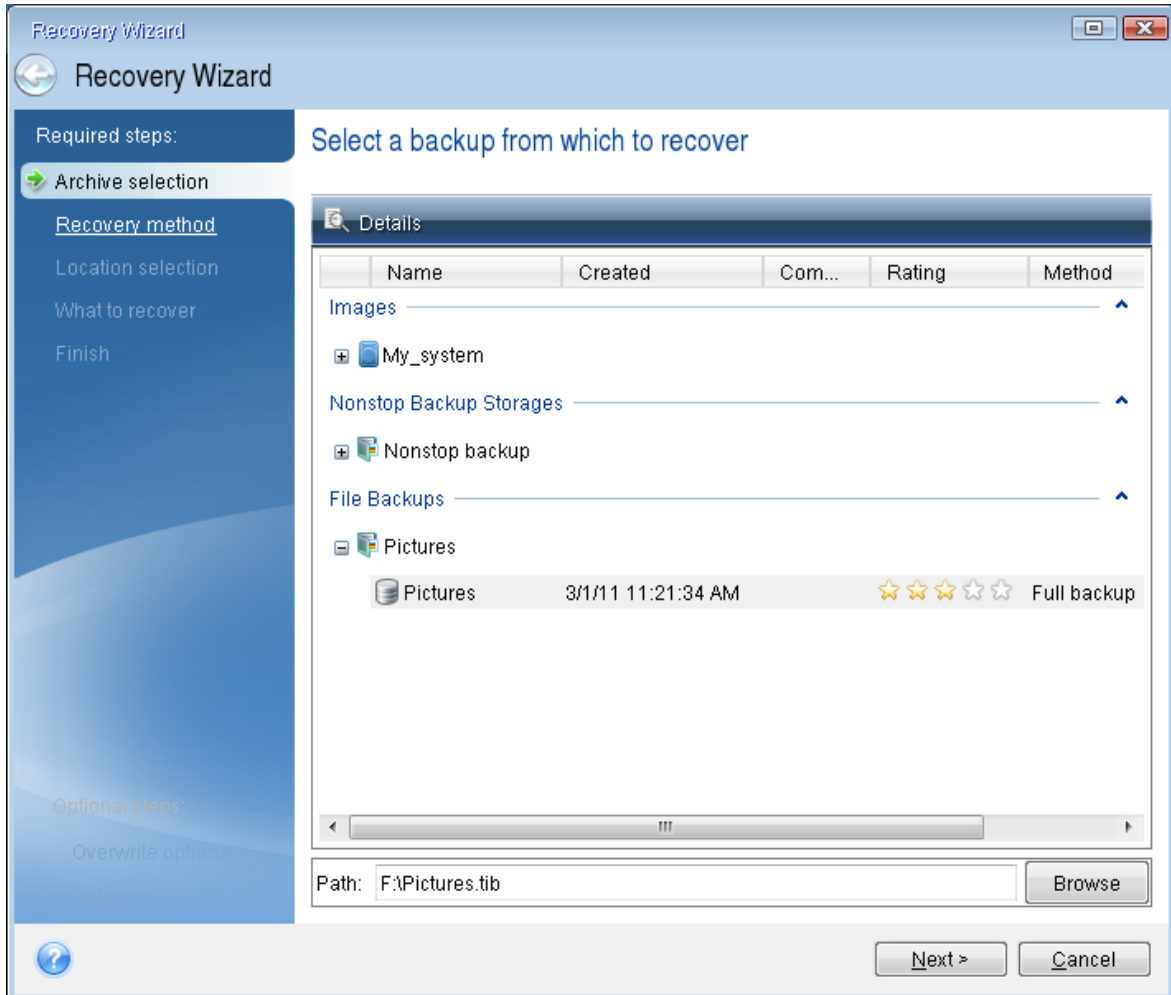 Recovery Wizard
Recovery Wizard
Required steps:
Archive selection
Recovery method
Location selection
What to recover
Finish
Optional steps:
Overwrite options
Options
Select a backup from which to recover
Details
Name Created Com... Rating Method
Images
My_system
Nonstop Backup Storages
Nonstop backup
File Backups
Pictures
Pictures 3/1/11 11:21:34 AM Full backup
Path: F:\Pictures.tib Browse
Next > Cancel